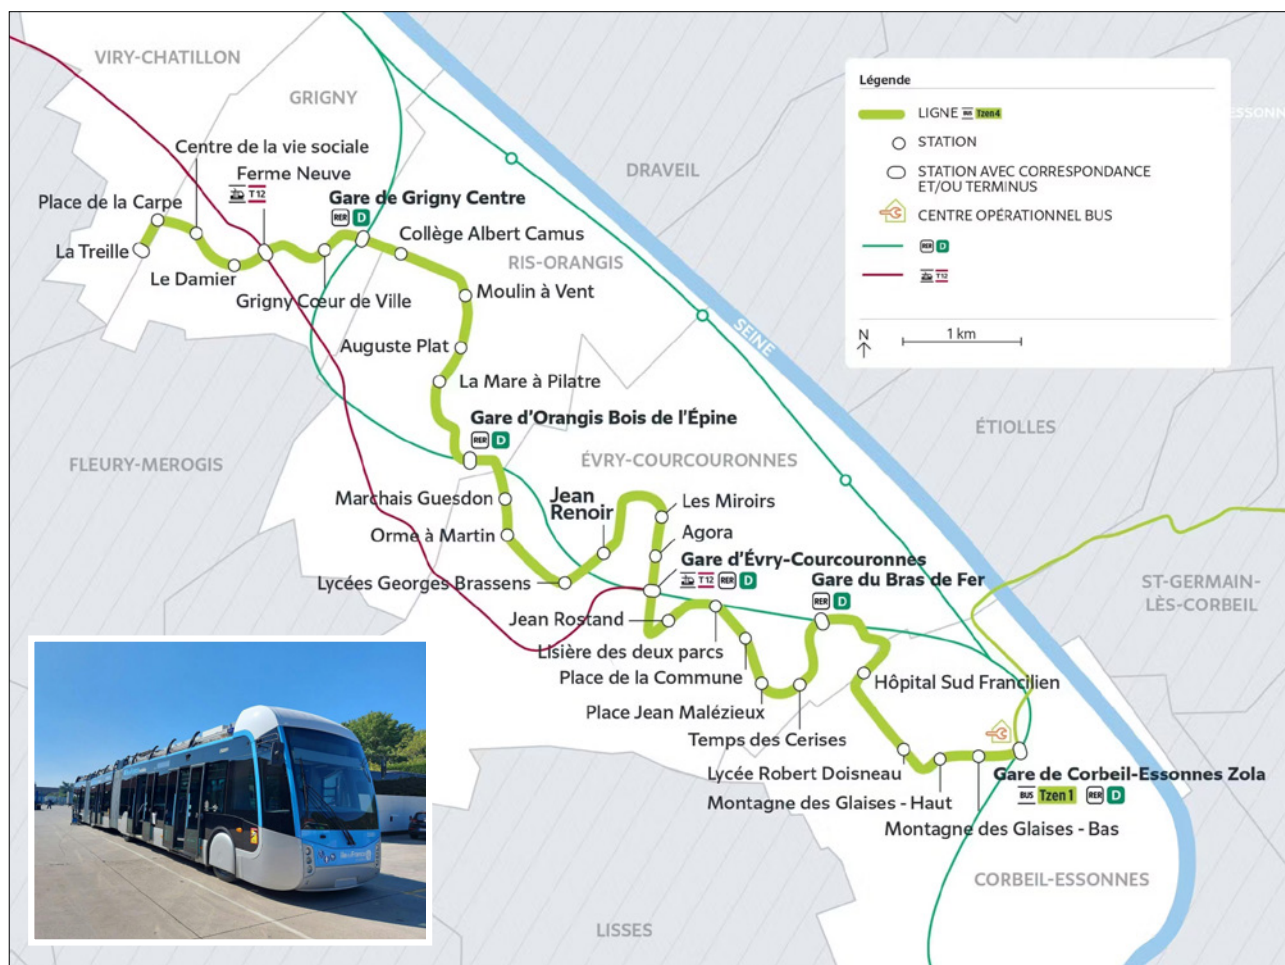 VIRY-CHATILLON
GRIGNY
Centre de la vie sociale
Ferme Neuve
T12
Gare de Grigny Centre
RER D
Place de la Carpe
La Treille
Le Damier
Grigny Cœur de Ville
Collège Albert Camus
RIS-ORANGIS
Moulin à Vent
Auguste Plat
La Mare à Pilatre
Gare d'Orangis Bois de l'Épine
RER D
DRAVEIL
SEINE
Légende
LIGNE BUS Tzen 4
STATION
STATION AVEC CORRESPONDANCE
ET/OU TERMINUS
CENTRE OPÉRATIONNEL BUS
RER D
T12
N
1 km
ESSONN
ÉTIOLLES
FLEURY-MEROGIS
ÉVRY-COURCOURONNES
Marchais Guesdon
Orme à Martin
Lycées Georges Brassens
Jean
Renoir
Les Miroirs
Agora
Gare d'Évry-Courcouronnes
T12 RER D
Gare du Bras de Fer
RER D
ST-GERMAIN-
LÈS-CORBEIL
Jean Rostand
Lisière des deux parcs
Place de la Commune
Place Jean Malézieux
Temps des Cerises
Hôpital Sud Francilien
Lycée Robert Doisneau
Montagne des Glaises - Haut
Gare de Corbeil-Essonnes Zola
BUS Tzen 1 RER D
Montagne des Glaises - Bas
CORBEIL-ESSONNES
LISSES